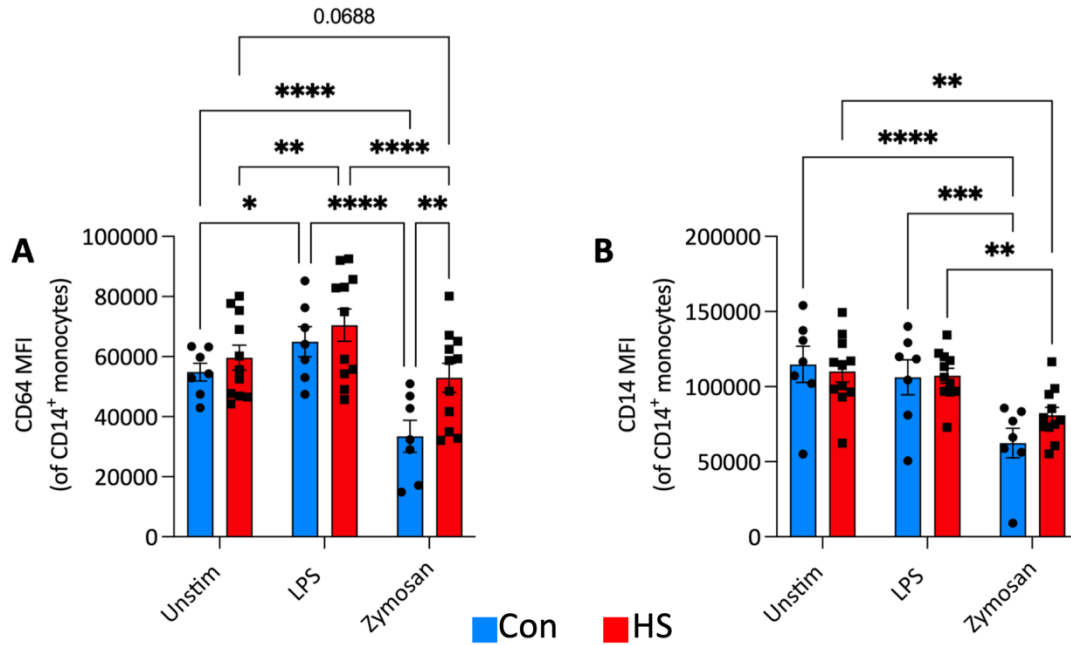 0.0688
****
**
****
**
****
*
****
**
***
**
A
B
CD64 MFI
(of CD14⁺ monocytes)
100000
80000
60000
40000
20000
0
Unstim
LPS
Zymosan
CD14 MFI
(of CD14⁺ monocytes)
200000
150000
100000
50000
0
Unstim
LPS
Zymosan
Con
HS